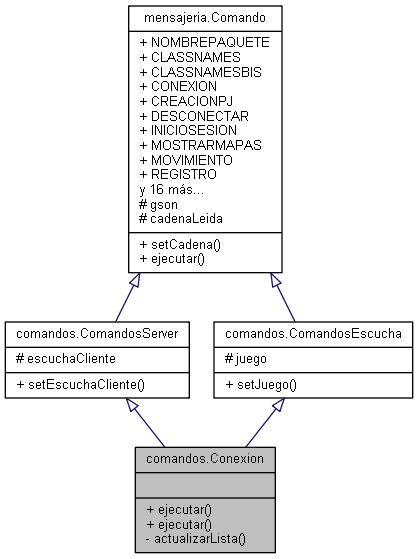 mensajeria.Comando
+ NOMBREPAQUETE
+ CLASSNAMES
+ CLASSNAMESBIS
+ CONEXION
+ CREACIONPJ
+ DESCONECTAR
+ INICIOSESION
+ MOSTRARMAPAS
+ MOVIMIENTO
+ REGISTRO
y 16 más...
# gson
# cadenaLeida
+ setCadena()
+ ejecutar()
comandos.ComandosServer
# escuchaCliente
+ setEscuchaCliente()
comandos.ComandosEscucha
# juego
+ setJuego()
comandos.Conexion
+ ejecutar()
+ ejecutar()
- actualizarLista()